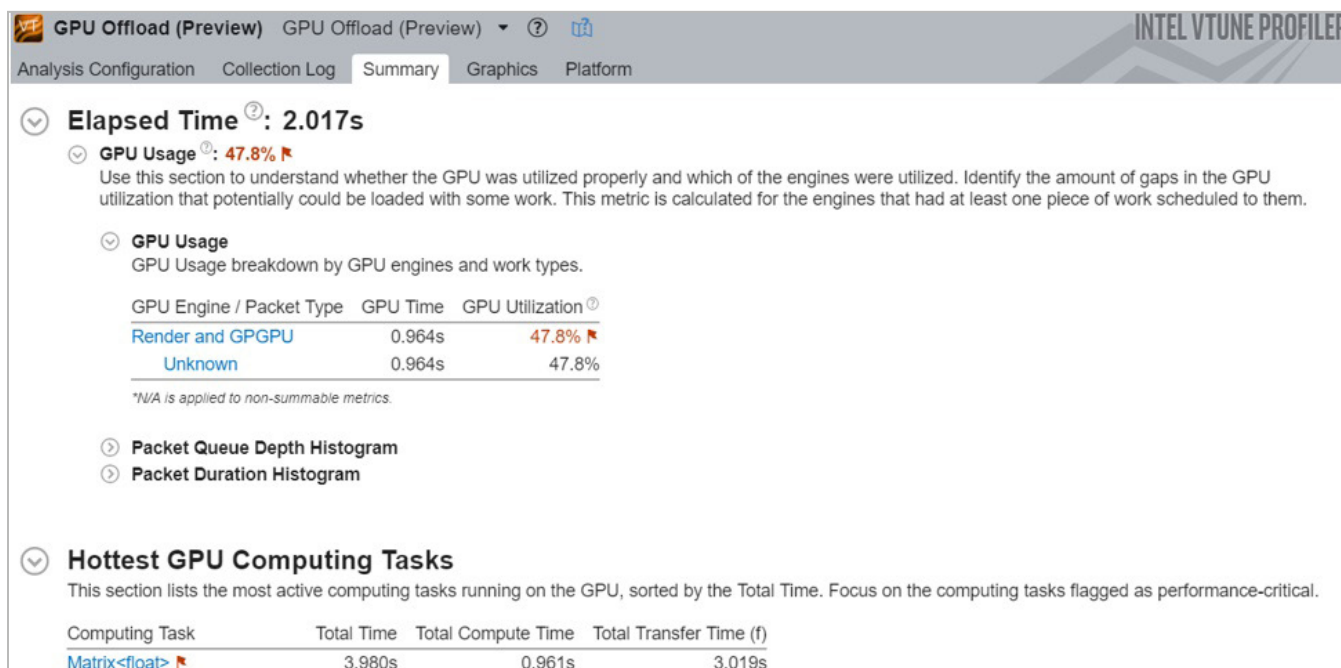 GPU Offload (Preview) GPU Offload (Preview) ?
INTEL VTUNE PROFILER
Analysis Configuration Collection Log Summary Graphics Platform
Elapsed Time ?: 2.017s
GPU Usage ?: 47.8%
Use this section to understand whether the GPU was utilized properly and which of the engines were utilized. Identify the amount of gaps in the GPU
utilization that potentially could be loaded with some work. This metric is calculated for the engines that had at least one piece of work scheduled to them.
GPU Usage
GPU Usage breakdown by GPU engines and work types.
GPU Engine / Packet Type GPU Time GPU Utilization ?
Render and GPGPU 0.964s 47.8%
Unknown 0.964s 47.8%
*N/A is applied to non-summable metrics.
Packet Queue Depth Histogram
Packet Duration Histogram
Hottest GPU Computing Tasks
This section lists the most active computing tasks running on the GPU, sorted by the Total Time. Focus on the computing tasks flagged as performance-critical.
Computing Task Total Time Total Compute Time Total Transfer Time (f)
Matrix<float> 3.980s 0.961s 3.019s